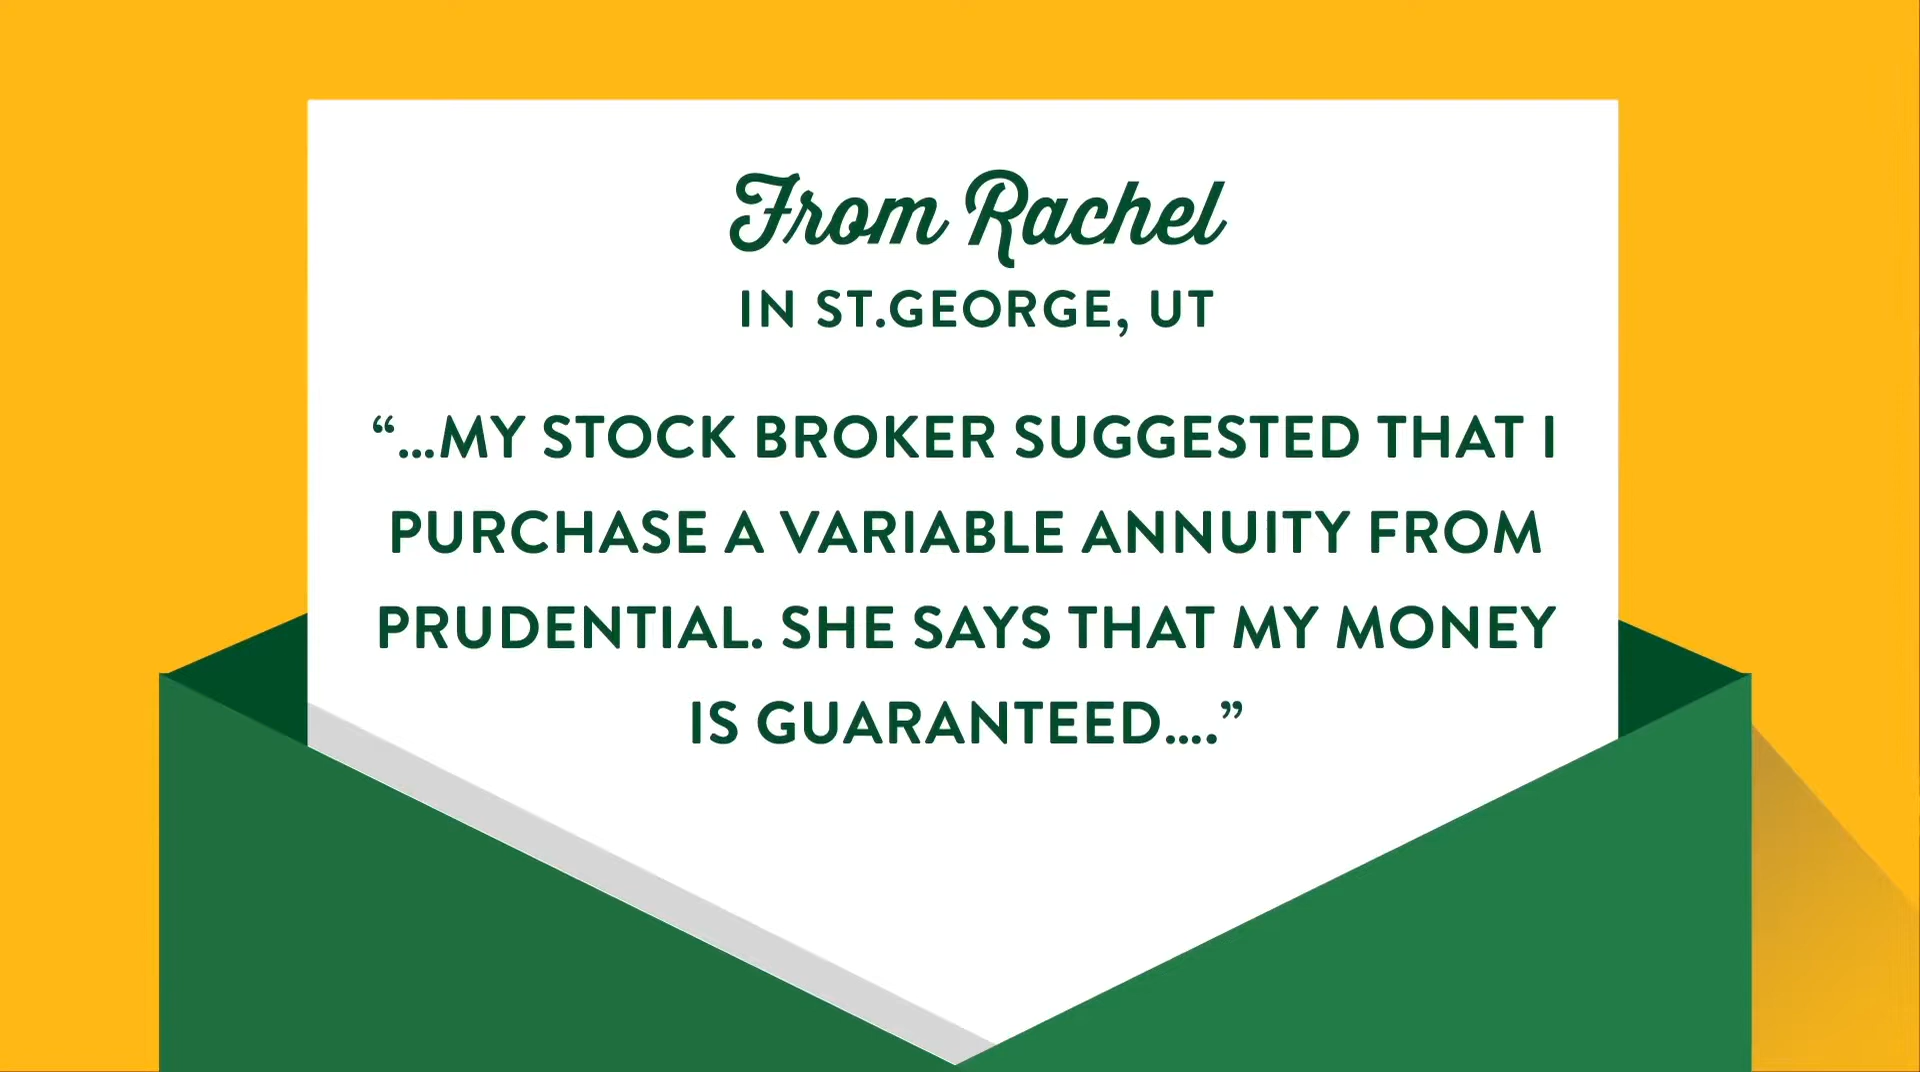 From Rachel
IN ST.GEORGE, UT
“...MY STOCK BROKER SUGGESTED THAT I
PURCHASE A VARIABLE ANNUITY FROM
PRUDENTIAL. SHE SAYS THAT MY MONEY
IS GUARANTEED....”